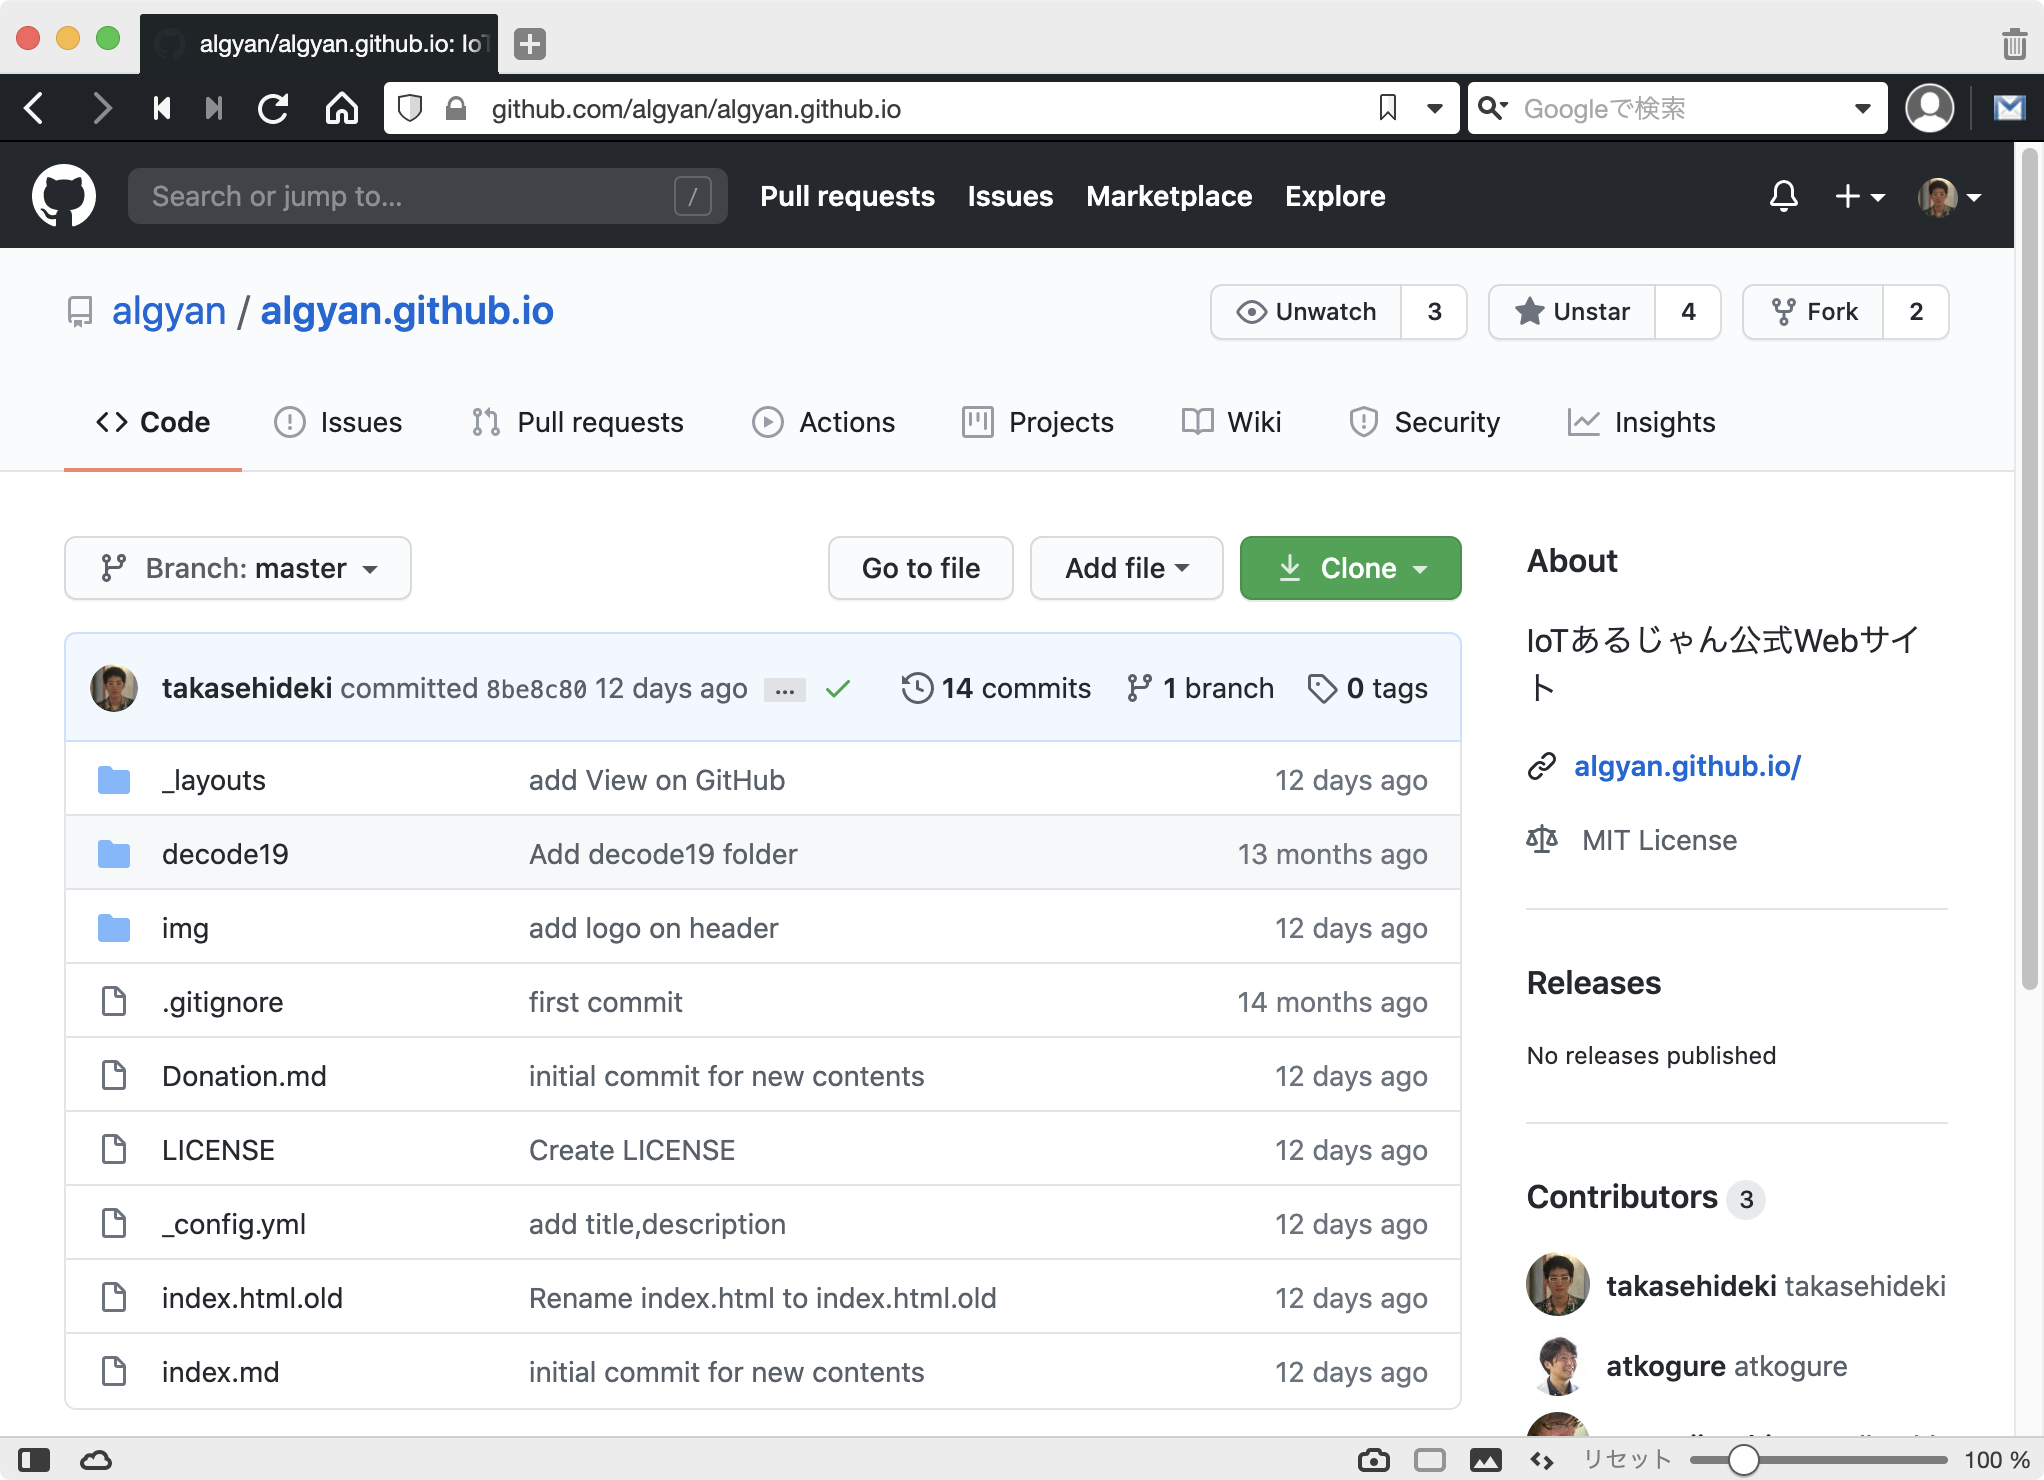 algyan/algyan.github.io: IoT
github.com/algyan/algyan.github.io
Googleで検索
Search or jump to...
/
Pull requests
Issues
Marketplace
Explore
algyan / algyan.github.io
Unwatch 3
Unstar 4
Fork 2
Code
Issues
Pull requests
Actions
Projects
Wiki
Security
Insights
Branch: master
Go to file
Add file
Clone
takasehideki committed 8be8c80 12 days ago ...
14 commits
1 branch
0 tags
_layouts add View on GitHub 12 days ago
decode19 Add decode19 folder 13 months ago
img add logo on header 12 days ago
.gitignore first commit 14 months ago
Donation.md initial commit for new contents 12 days ago
LICENSE Create LICENSE 12 days ago
_config.yml add title,description 12 days ago
index.html.old Rename index.html to index.html.old 12 days ago
index.md initial commit for new contents 12 days ago
About
IoTあるじゃん公式Webサイ
ト
algyan.github.io/
MIT License
Releases
No releases published
Contributors 3
takasehideki takasehideki
atkogure atkogure
リセット
100 %